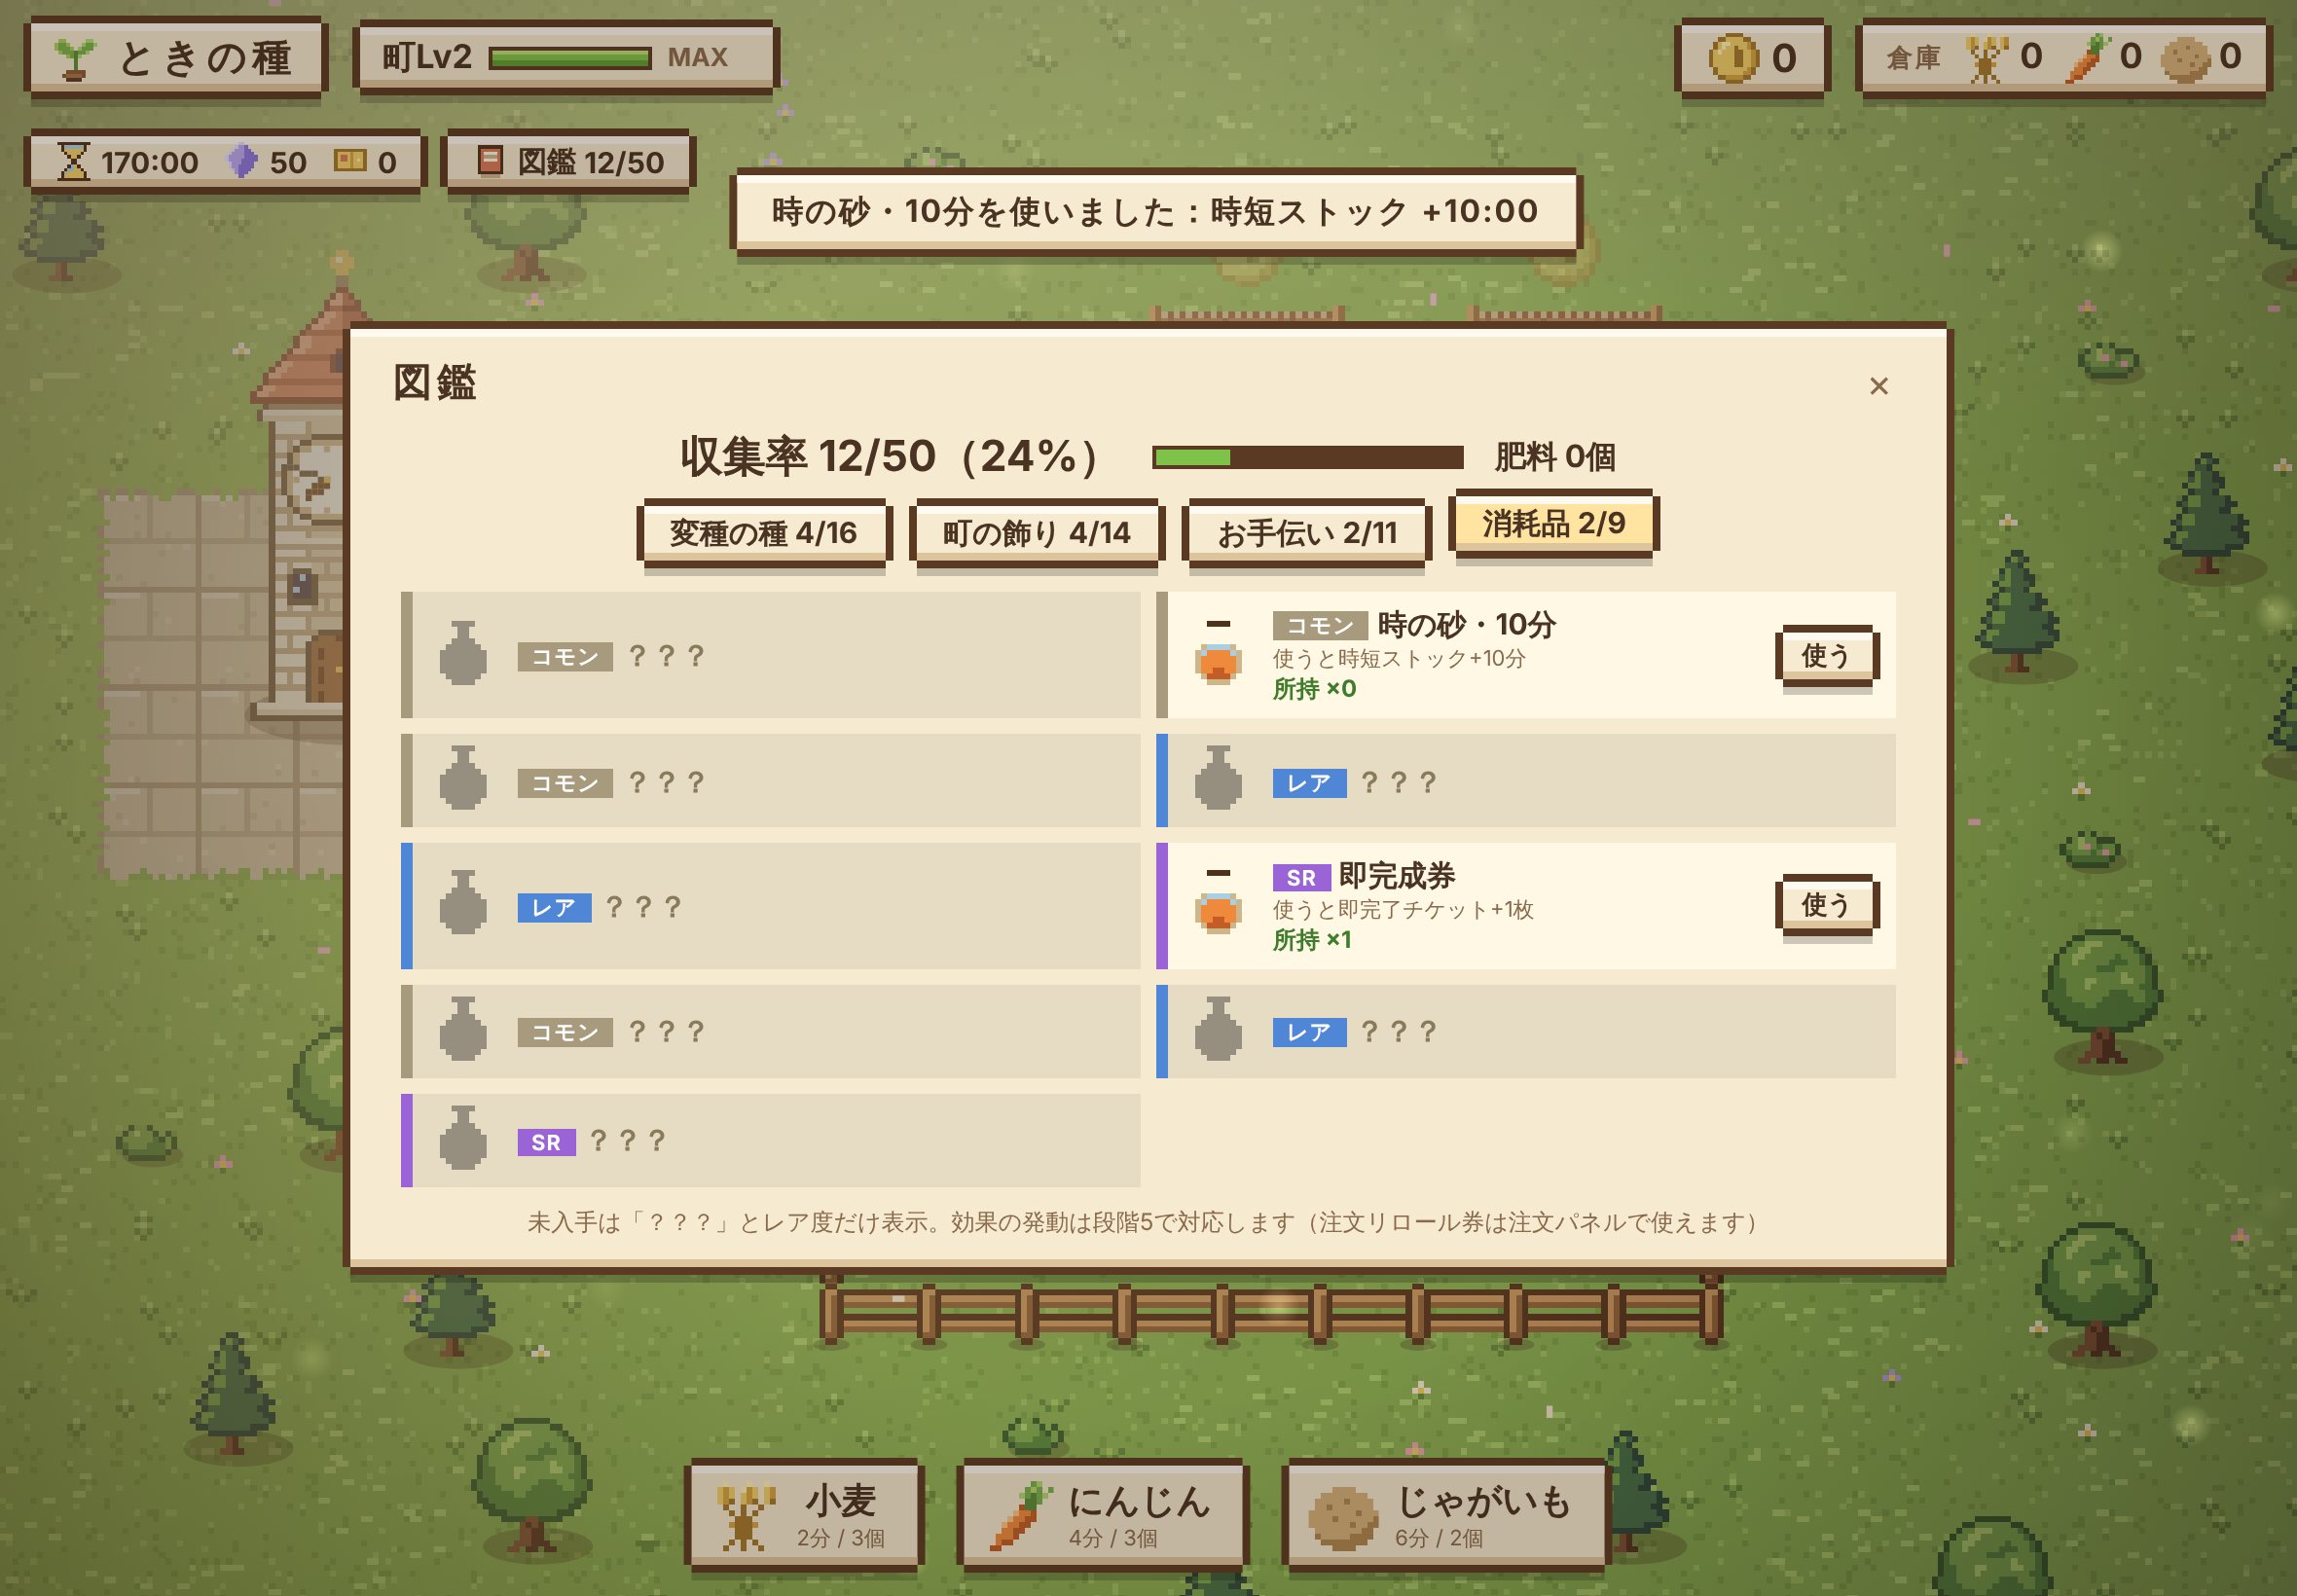 ときの種
町Lv2 MAX
0
倉庫 0 0 0
170:00 50 0
図鑑 12/50
時の砂・10分を使いました：時短ストック +10:00
図鑑
×
収集率 12/50（24%）
肥料 0個
変種の種 4/16
町の飾り 4/14
お手伝い 2/11
消耗品 2/9
コモン ？？？
コモン 時の砂・10分
使うと時短ストック+10分
所持 ×0
使う
コモン ？？？
レア ？？？
レア ？？？
SR 即完成券
使うと即完了チケット+1枚
所持 ×1
使う
コモン ？？？
レア ？？？
SR ？？？
未入手は「？？？」とレア度だけ表示。効果の発動は段階5で対応します（注文リロール券は注文パネルで使えます）
小麦
2分 / 3個
にんじん
4分 / 3個
じゃがいも
6分 / 2個